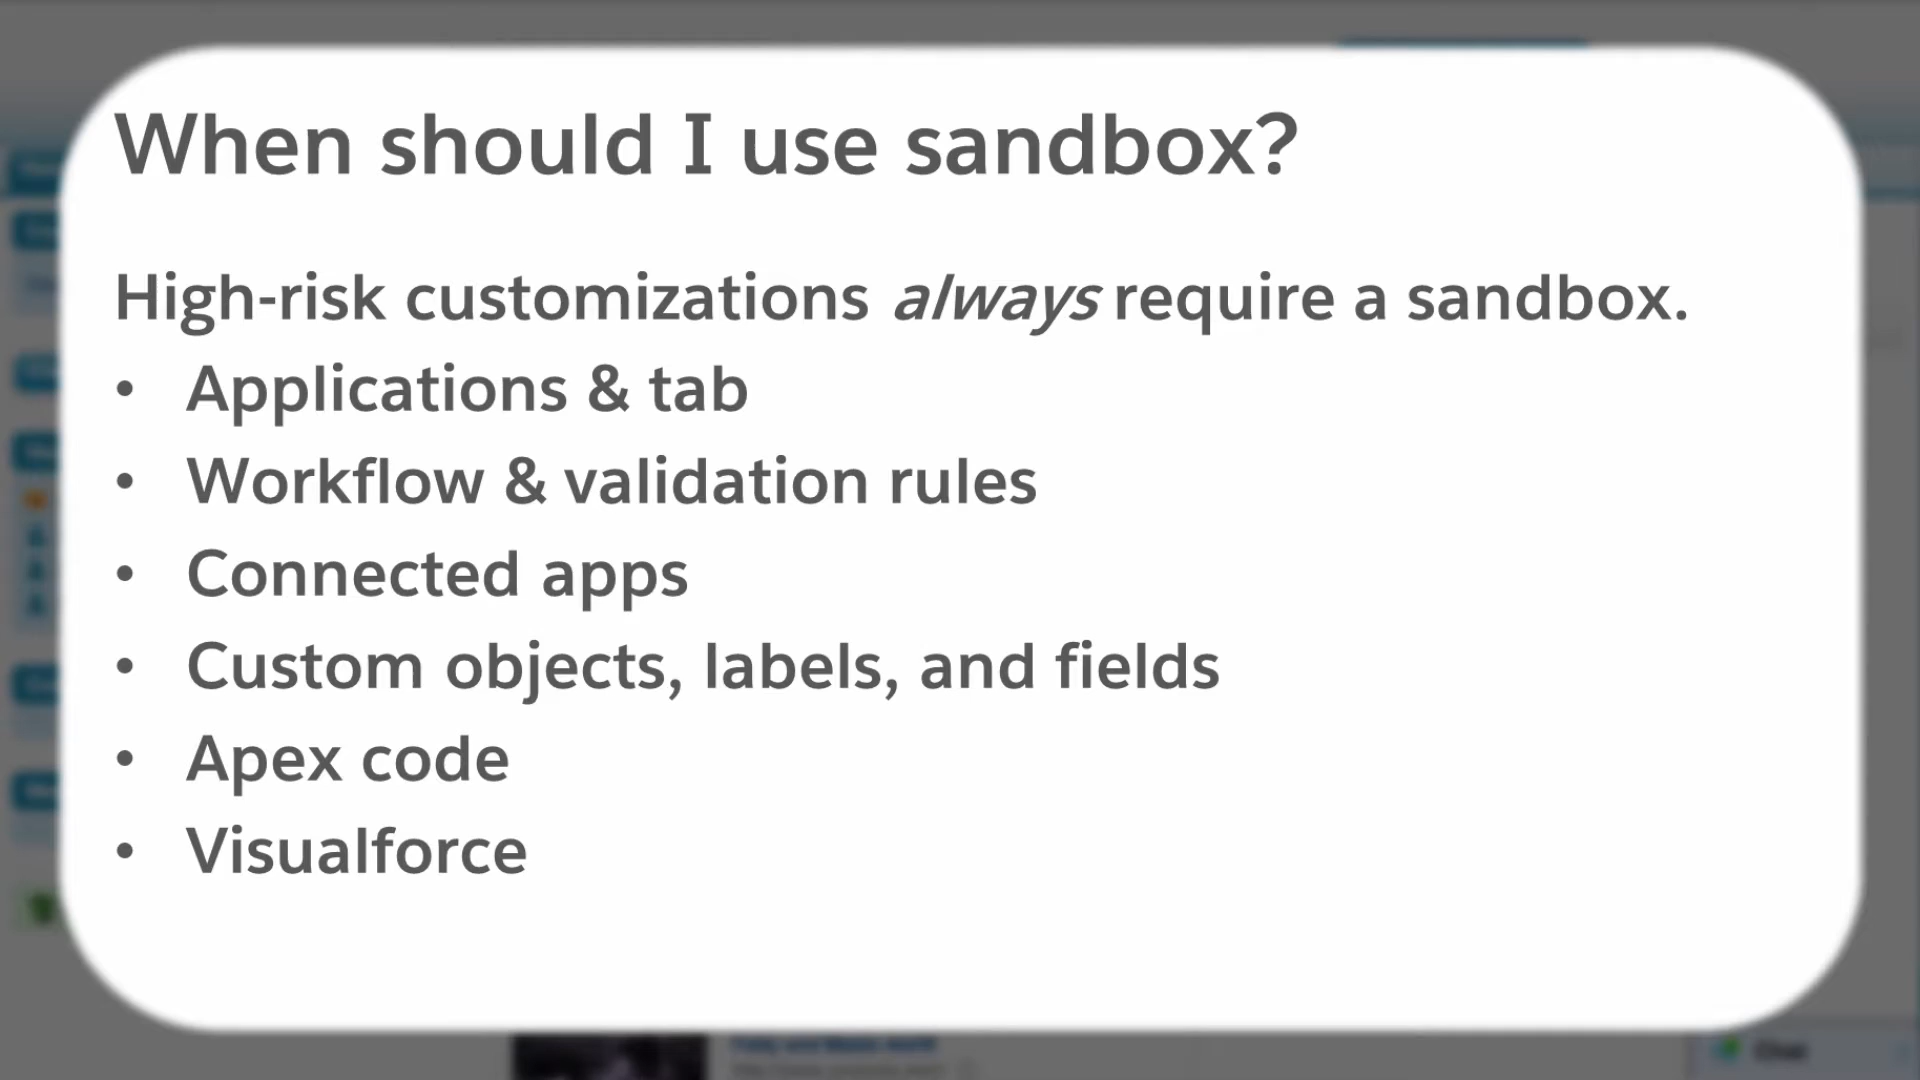 When should I use sandbox?
High-risk customizations always require a sandbox.
• Applications & tab
• Workflow & validation rules
• Connected apps
• Custom objects, labels, and fields
• Apex code
• Visualforce
Chat